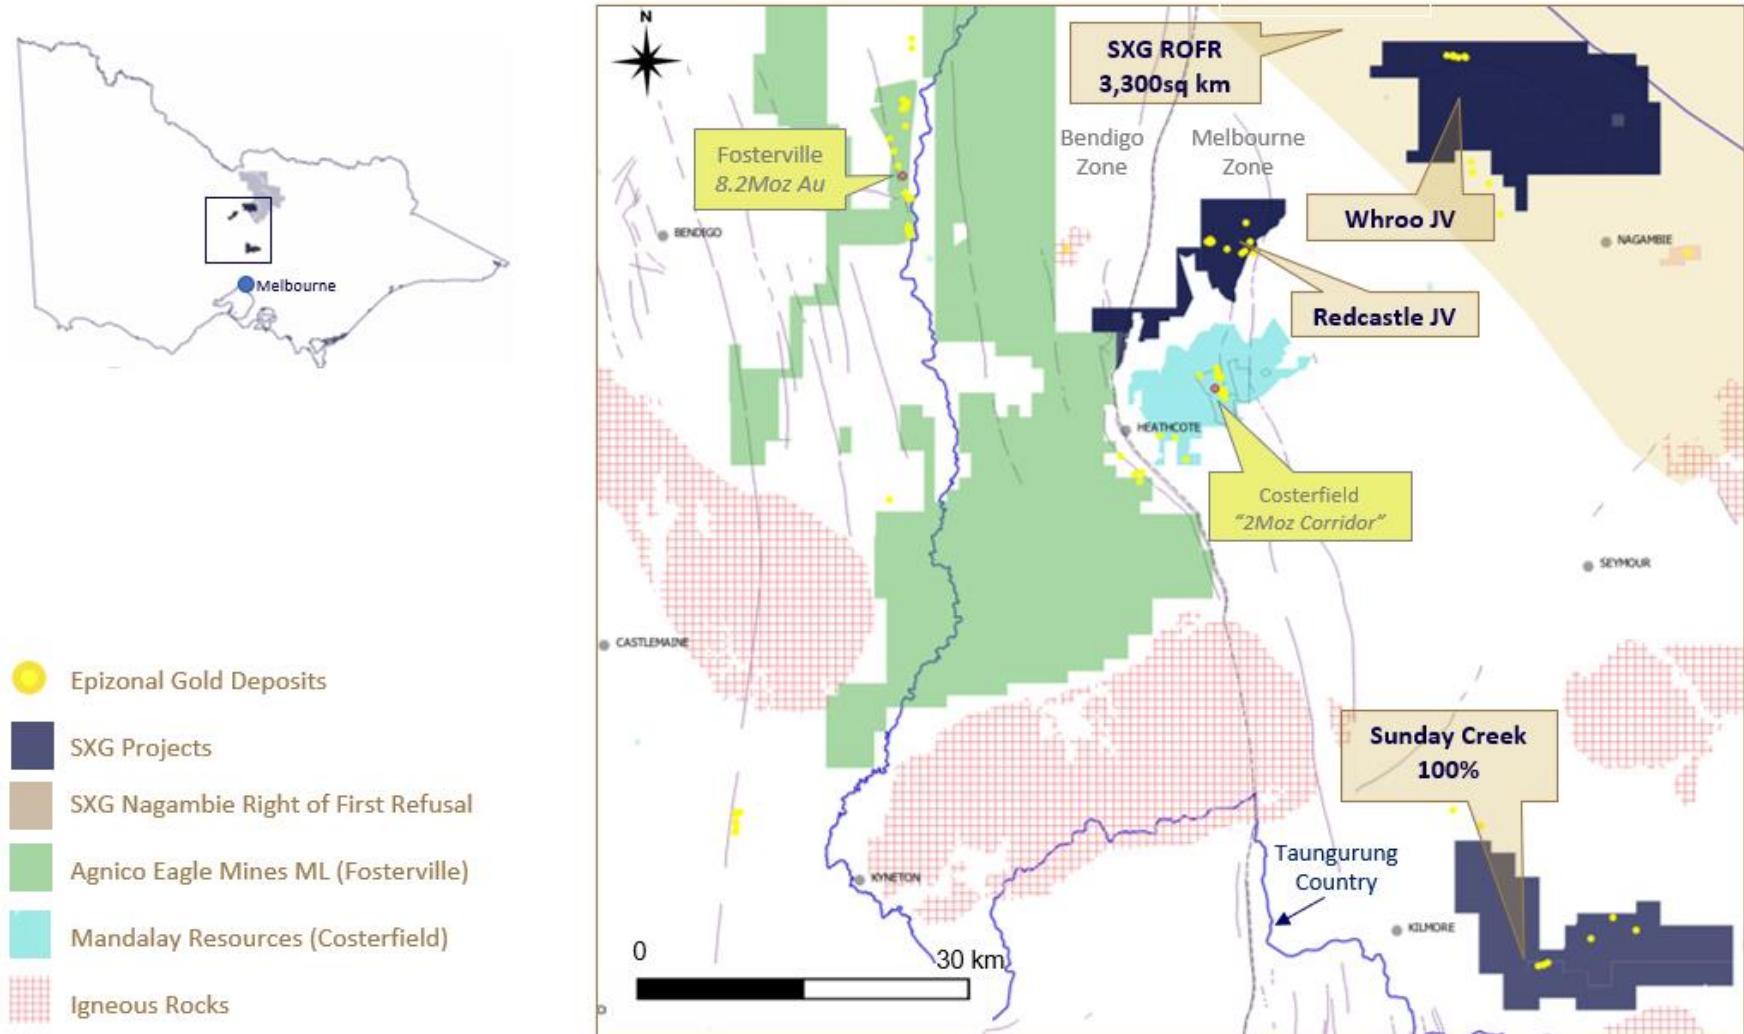 Melbourne
Epizonal Gold Deposits
SXG Projects
SXG Nagambie Right of First Refusal
Agnico Eagle Mines ML (Fosterville)
Mandalay Resources (Costerfield)
Igneous Rocks
N
SXG ROFR
3,300sq km
Bendigo
Zone
Melbourne
Zone
Fosterville
8.2Moz Au
Whroo JV
BENDIGO
NAGAMBIE
Redcastle JV
HEATHCOTE
Costerfield
“2Moz Corridor”
SEYMOUR
CASTLEMAINE
Sunday Creek
100%
Taungurung
Country
KYNETON
KILMORE
0
30 km